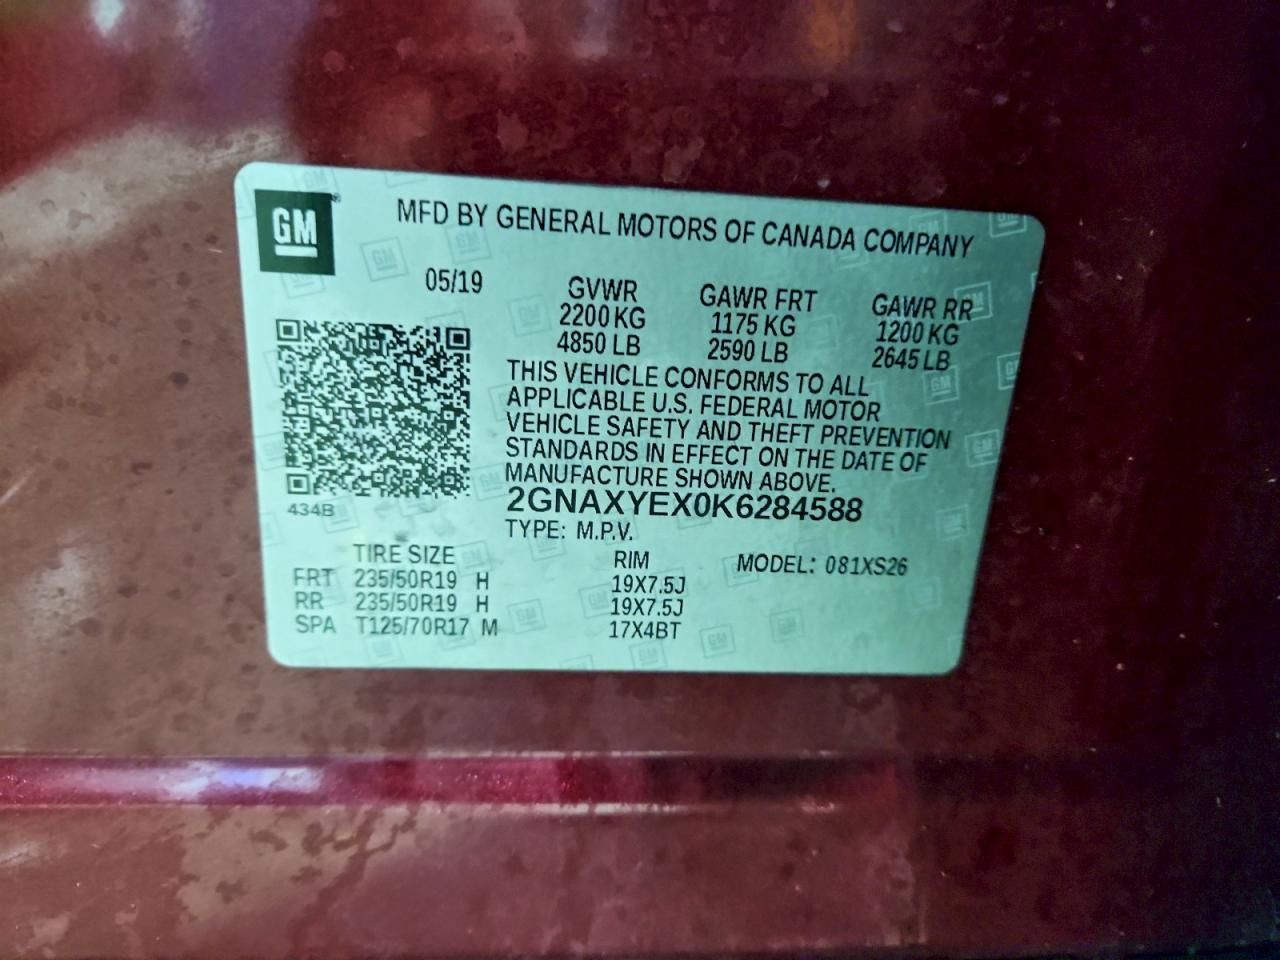 GM
MFD BY GENERAL MOTORS OF CANADA COMPANY
05/19
GVWR GAWR FRT GAWR RR
2200 KG 1175 KG 1200 KG
4850 LB 2590 LB 2645 LB
THIS VEHICLE CONFORMS TO ALL
APPLICABLE U.S. FEDERAL MOTOR
VEHICLE SAFETY AND THEFT PREVENTION
STANDARDS IN EFFECT ON THE DATE OF
MANUFACTURE SHOWN ABOVE.
2GNAXYEX0K6284588
434B
TYPE: M.P.V.
TIRE SIZE RIM MODEL: 081XS26
FRT 235/50R19 H 19X7.5J
RR 235/50R19 H 19X7.5J
SPA T125/70R17 M 17X4BT